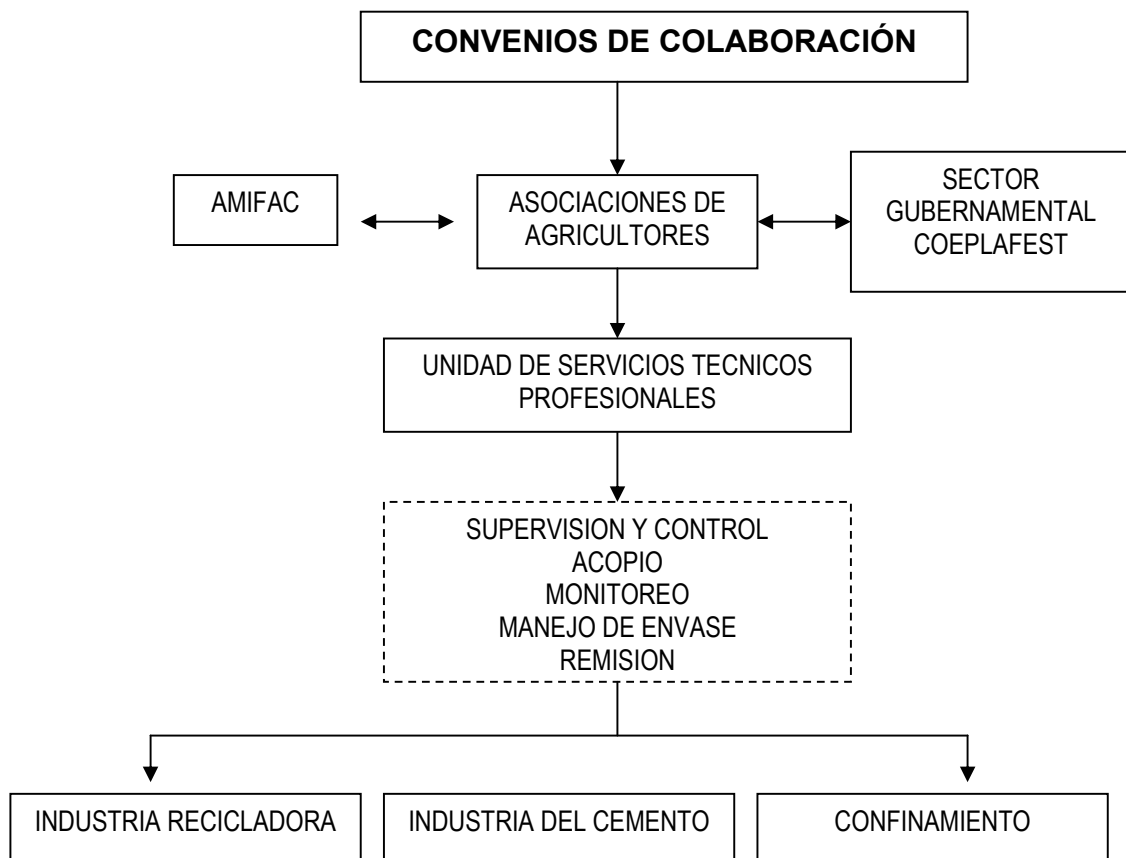 CONVENIOS DE COLABORACIÓN
AMIFAC
ASOCIACIONES DE
AGRICULTORES
SECTOR
GUBERNAMENTAL
COEPLAFEST
UNIDAD DE SERVICIOS TECNICOS
PROFESIONALES
SUPERVISION Y CONTROL
ACOPIO
MONITOREO
MANEJO DE ENVASE
REMISION
INDUSTRIA RECICLADORA
INDUSTRIA DEL CEMENTO
CONFINAMIENTO